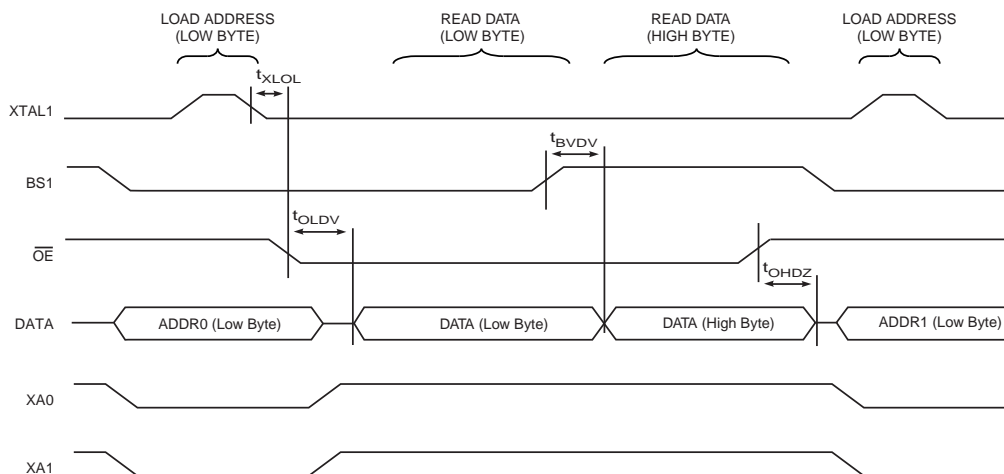 LOAD ADDRESS
(LOW BYTE)
READ DATA
(LOW BYTE)
READ DATA
(HIGH BYTE)
LOAD ADDRESS
(LOW BYTE)
tXLOL
XTAL1
tBVDV
BS1
tOLDV
OE
tOHDZ
DATA
ADDR0 (Low Byte)
DATA (Low Byte)
DATA (High Byte)
ADDR1 (Low Byte)
XA0
XA1